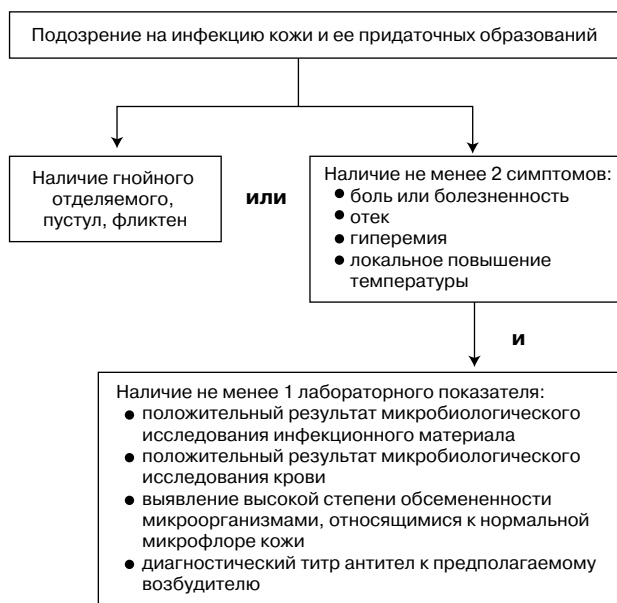 Подозрение на инфекцию кожи и ее придаточных образований
Наличие гнойного
отделяемого,
пустул, фликтен
или
Наличие не менее 2 симптомов:
● боль или болезненность
● отек
● гиперемия
● локальное повышение
температуры
и
Наличие не менее 1 лабораторного показателя:
● положительный результат микробиологического
исследования инфекционного материала
● положительный результат микробиологического
исследования крови
● выявление высокой степени обсемененности
микроорганизмами, относящимися к нормальной
микрофлоре кожи
● диагностический титр антител к предполагаемому
возбудителю